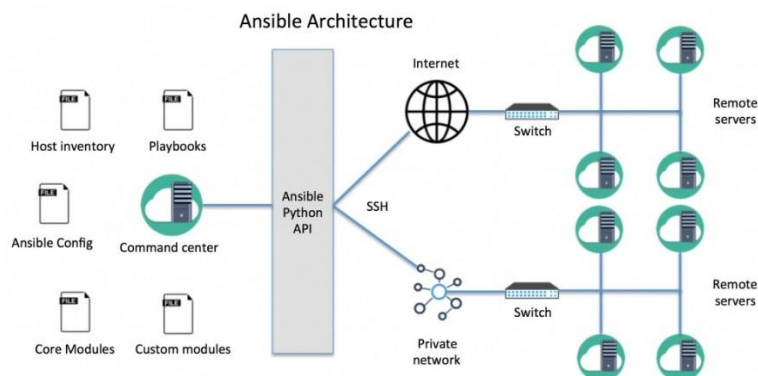 Ansible Architecture
Internet
FILE
FILE
Host inventory
Playbooks
Switch
Remote
servers
FILE
Ansible Config
Command center
Ansible
Python
API
SSH
FILE
FILE
Core Modules
Custom modules
Private
network
Switch
Remote
servers